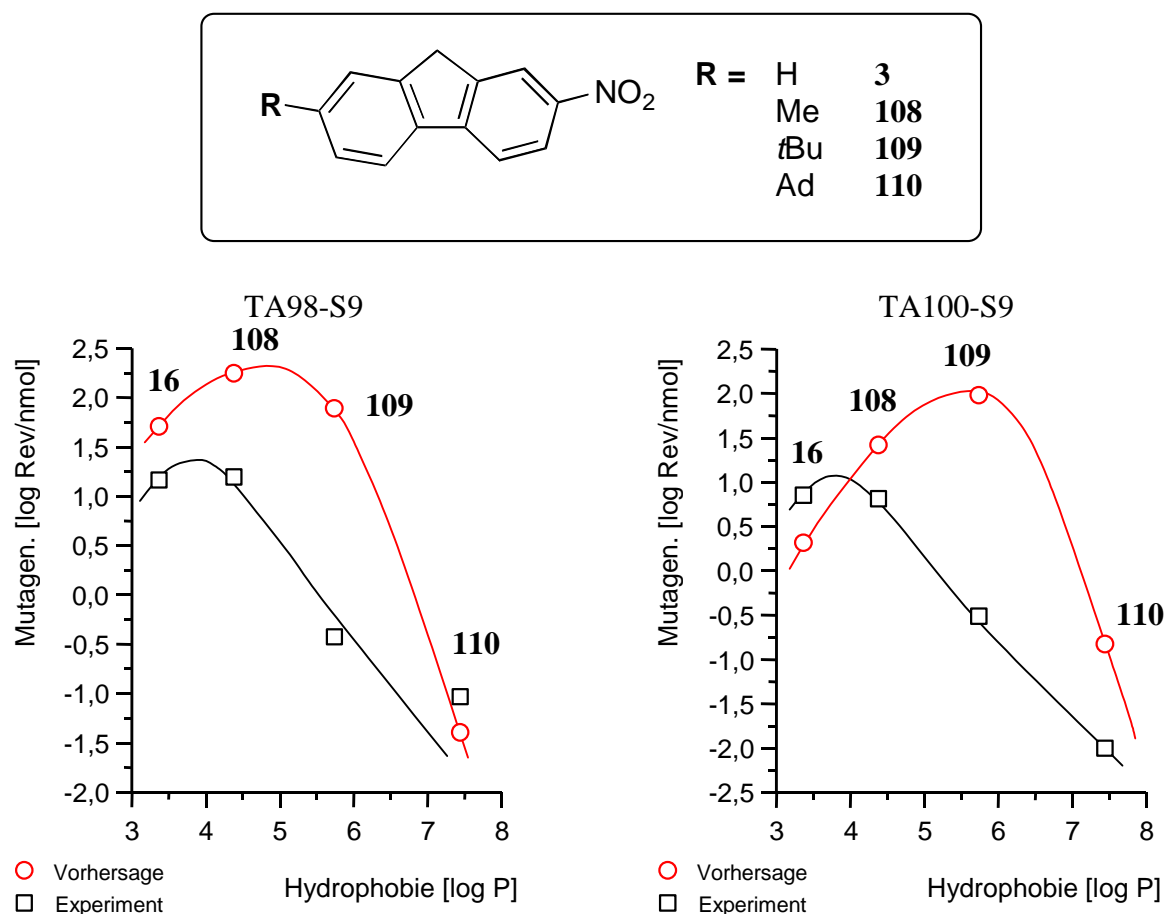 R
NO2
R = H 3
Me 108
tBu 109
Ad 110
TA98-S9
Mutagen. [log Rev/nmol]
2,5
2,0
1,5
1,0
0,5
0,0
-0,5
-1,0
-1,5
-2,0
16
108
109
110
3 4 5 6 7 8
Hydrophobie [log P]
Vorhersage
Experiment
TA100-S9
Mutagen. [log Rev/nmol]
2,5
2,0
1,5
1,0
0,5
0,0
-0,5
-1,0
-1,5
-2,0
-2,5
16
108
109
110
3 4 5 6 7 8
Hydrophobie [log P]
Vorhersage
Experiment